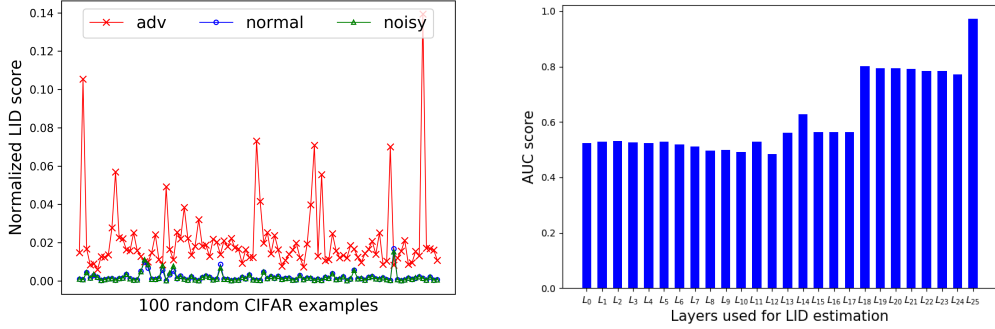 adv normal noisy
Normalized LID score
0.14
0.12
0.10
0.08
0.06
0.04
0.02
0.00
100 random CIFAR examples
AUC score
1.0
0.8
0.6
0.4
0.2
0.0
L0 L1 L2 L3 L4 L5 L6 L7 L8 L9 L10 L11 L12 L13 L14 L15 L16 L17 L18 L19 L20 L21 L22 L23 L24 L25
Layers used for LID estimation